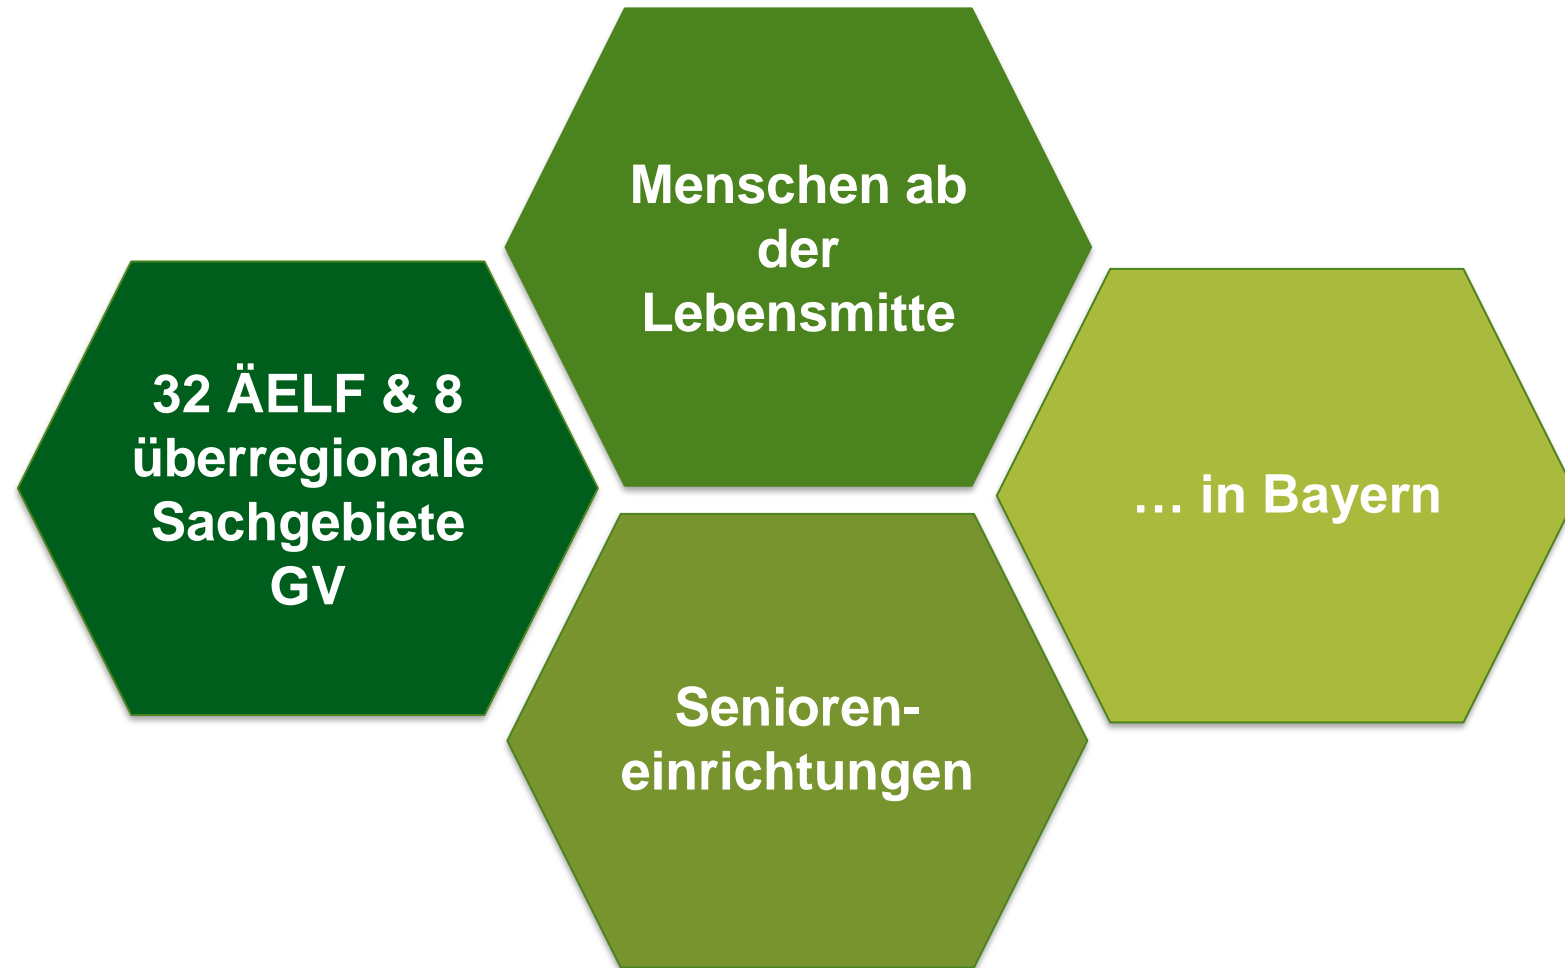 Menschen ab
der
Lebensmitte
32 ÄELF & 8
überregionale
Sachgebiete
GV
… in Bayern
Senioren-
einrichtungen